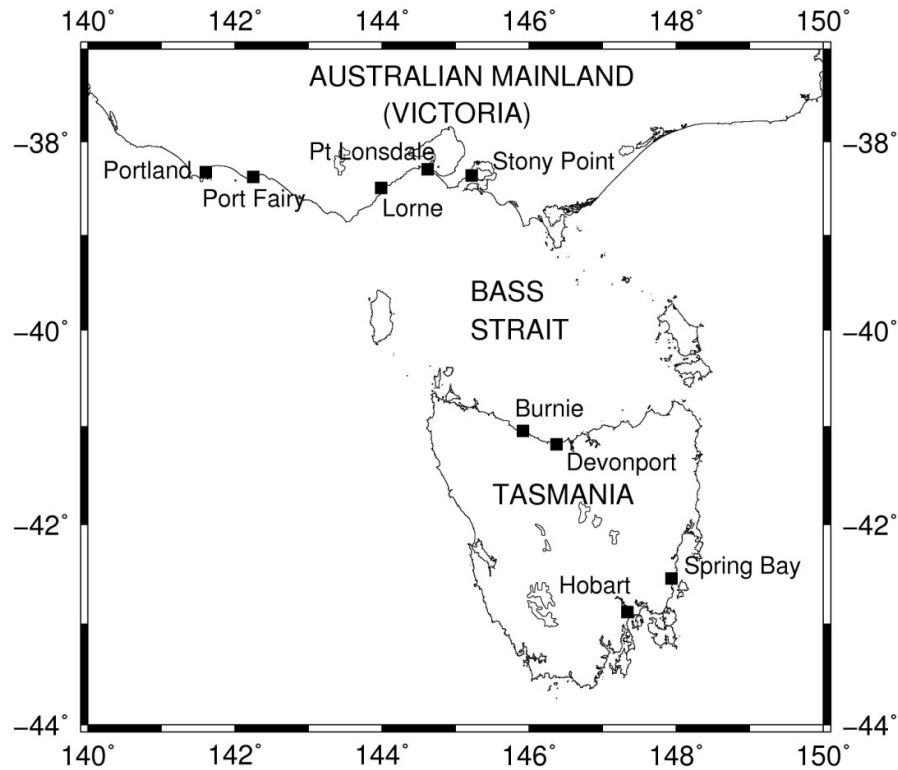 140˚ 142˚ 144˚ 146˚ 148˚ 150˚
AUSTRALIAN MAINLAND
(VICTORIA)
−38˚ −38˚
Pt Lonsdale
Stony Point
Portland
Port Fairy
Lorne
BASS
STRAIT
−40˚ −40˚
Burnie
Devonport
TASMANIA
−42˚ −42˚
Spring Bay
Hobart
−44˚ −44˚
140˚ 142˚ 144˚ 146˚ 148˚ 150˚